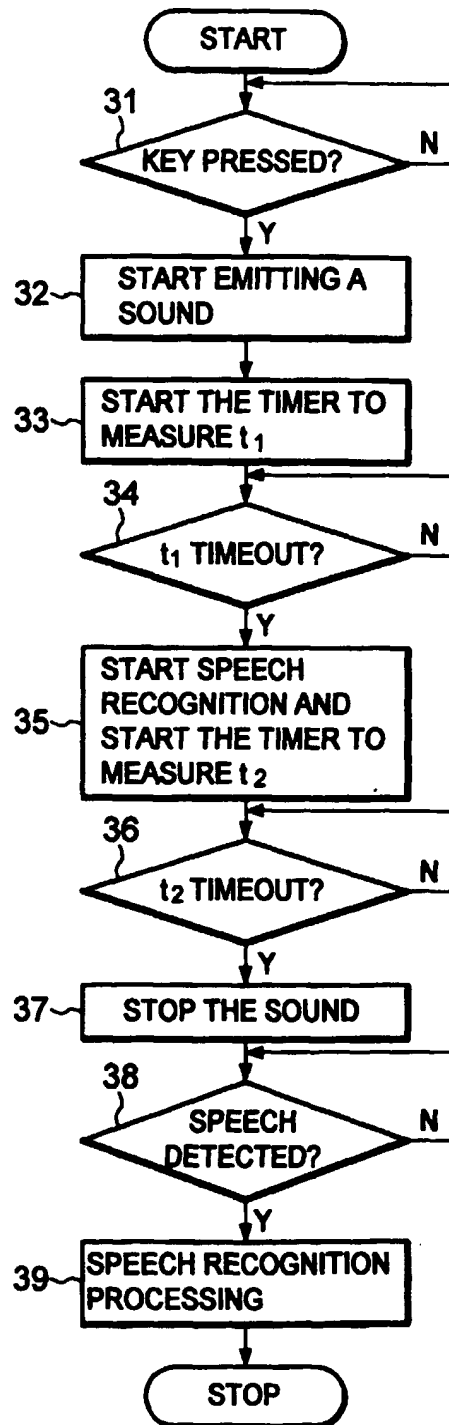 START
31
KEY PRESSED?
N
Y
32
START EMITTING A
SOUND
33
START THE TIMER TO
MEASURE t1
34
t1 TIMEOUT?
N
Y
35
START SPEECH
RECOGNITION AND
START THE TIMER TO
MEASURE t2
36
t2 TIMEOUT?
N
Y
37
STOP THE SOUND
38
SPEECH
DETECTED?
N
Y
39
SPEECH RECOGNITION
PROCESSING
STOP